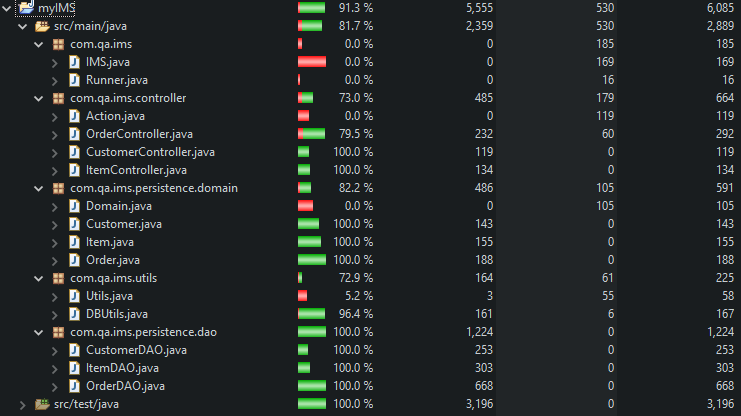 myIMS 91.3 % 5,555 530 6,085
src/main/java 81.7 % 2,359 530 2,889
com.qa.ims 0.0 % 0 185 185
IMS.java 0.0 % 0 169 169
Runner.java 0.0 % 0 16 16
com.qa.ims.controller 73.0 % 485 179 664
Action.java 0.0 % 0 119 119
OrderController.java 79.5 % 232 60 292
CustomerController.java 100.0 % 119 0 119
ItemController.java 100.0 % 134 0 134
com.qa.ims.persistence.domain 82.2 % 486 105 591
Domain.java 0.0 % 0 105 105
Customer.java 100.0 % 143 0 143
Item.java 100.0 % 155 0 155
Order.java 100.0 % 188 0 188
com.qa.ims.utils 72.9 % 164 61 225
Utils.java 5.2 % 3 55 58
DBUtils.java 96.4 % 161 6 167
com.qa.ims.persistence.dao 100.0 % 1,224 0 1,224
CustomerDAO.java 100.0 % 253 0 253
ItemDAO.java 100.0 % 303 0 303
OrderDAO.java 100.0 % 668 0 668
src/test/java 100.0 % 3,196 0 3,196